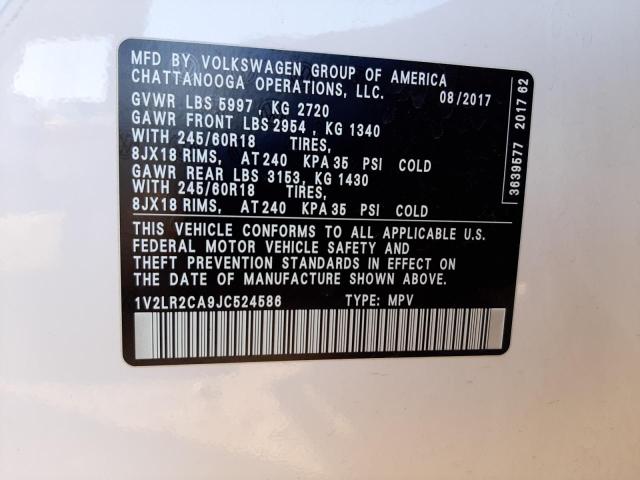 MFD BY VOLKSWAGEN GROUP OF AMERICA
CHATTANOOGA OPERATIONS, LLC. 08/2017
GVWR LBS 5997, KG 2720
GAWR FRONT LBS 2954, KG 1340
WITH 245/60R18 TIRES,
8JX18 RIMS, AT 240 KPA 35 PSI COLD
GAWR REAR LBS 3153, KG 1430
WITH 245/60R18 TIRES,
8JX18 RIMS, AT 240 KPA 35 PSI COLD
THIS VEHICLE CONFORMS TO ALL APPLICABLE U.S.
FEDERAL MOTOR VEHICLE SAFETY AND
THEFT PREVENTION STANDARDS IN EFFECT ON
THE DATE OF MANUFACTURE SHOWN ABOVE.
1V2LR2CA9JC524586 TYPE: MPV
3639577 2017 62